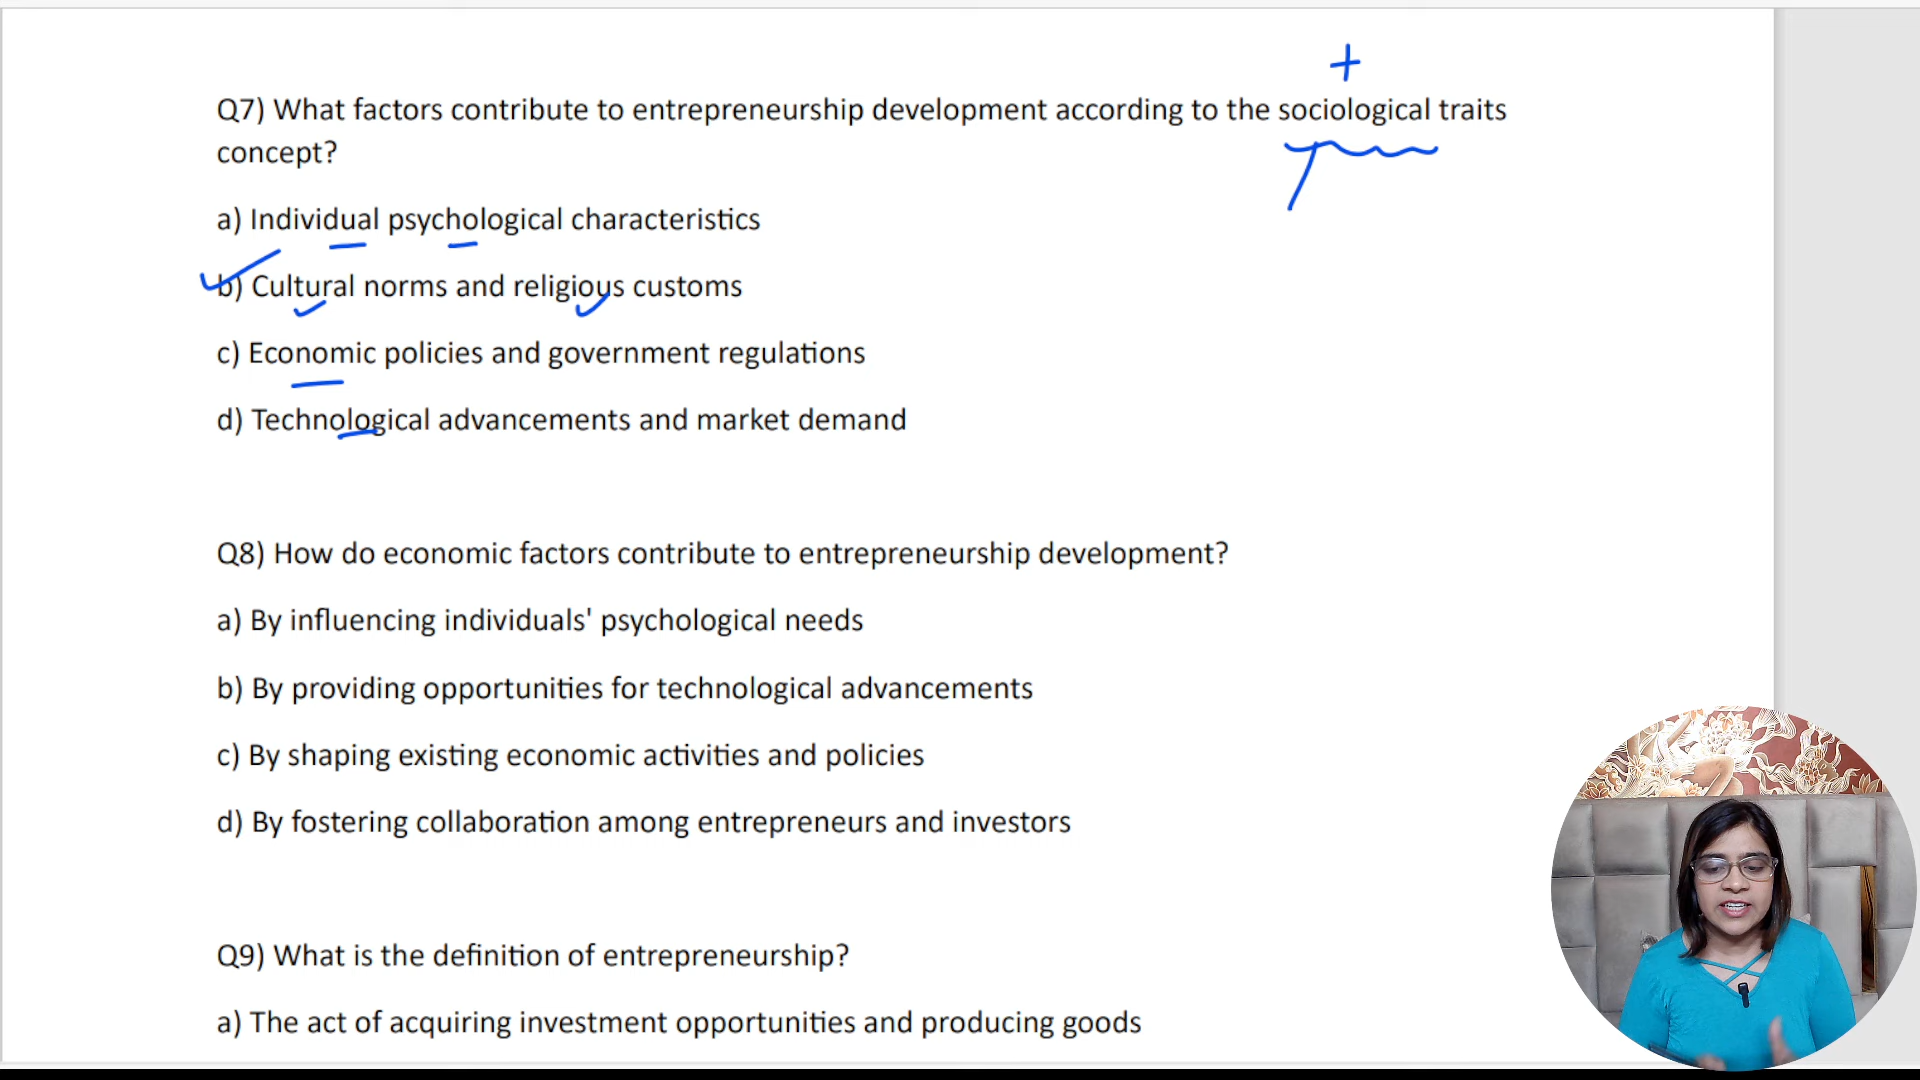 Q7) What factors contribute to entrepreneurship development according to the sociological traits
concept?
a) Individual psychological characteristics
b) Cultural norms and religious customs
c) Economic policies and government regulations
d) Technological advancements and market demand
Q8) How do economic factors contribute to entrepreneurship development?
a) By influencing individuals' psychological needs
b) By providing opportunities for technological advancements
c) By shaping existing economic activities and policies
d) By fostering collaboration among entrepreneurs and investors
Q9) What is the definition of entrepreneurship?
a) The act of acquiring investment opportunities and producing goods